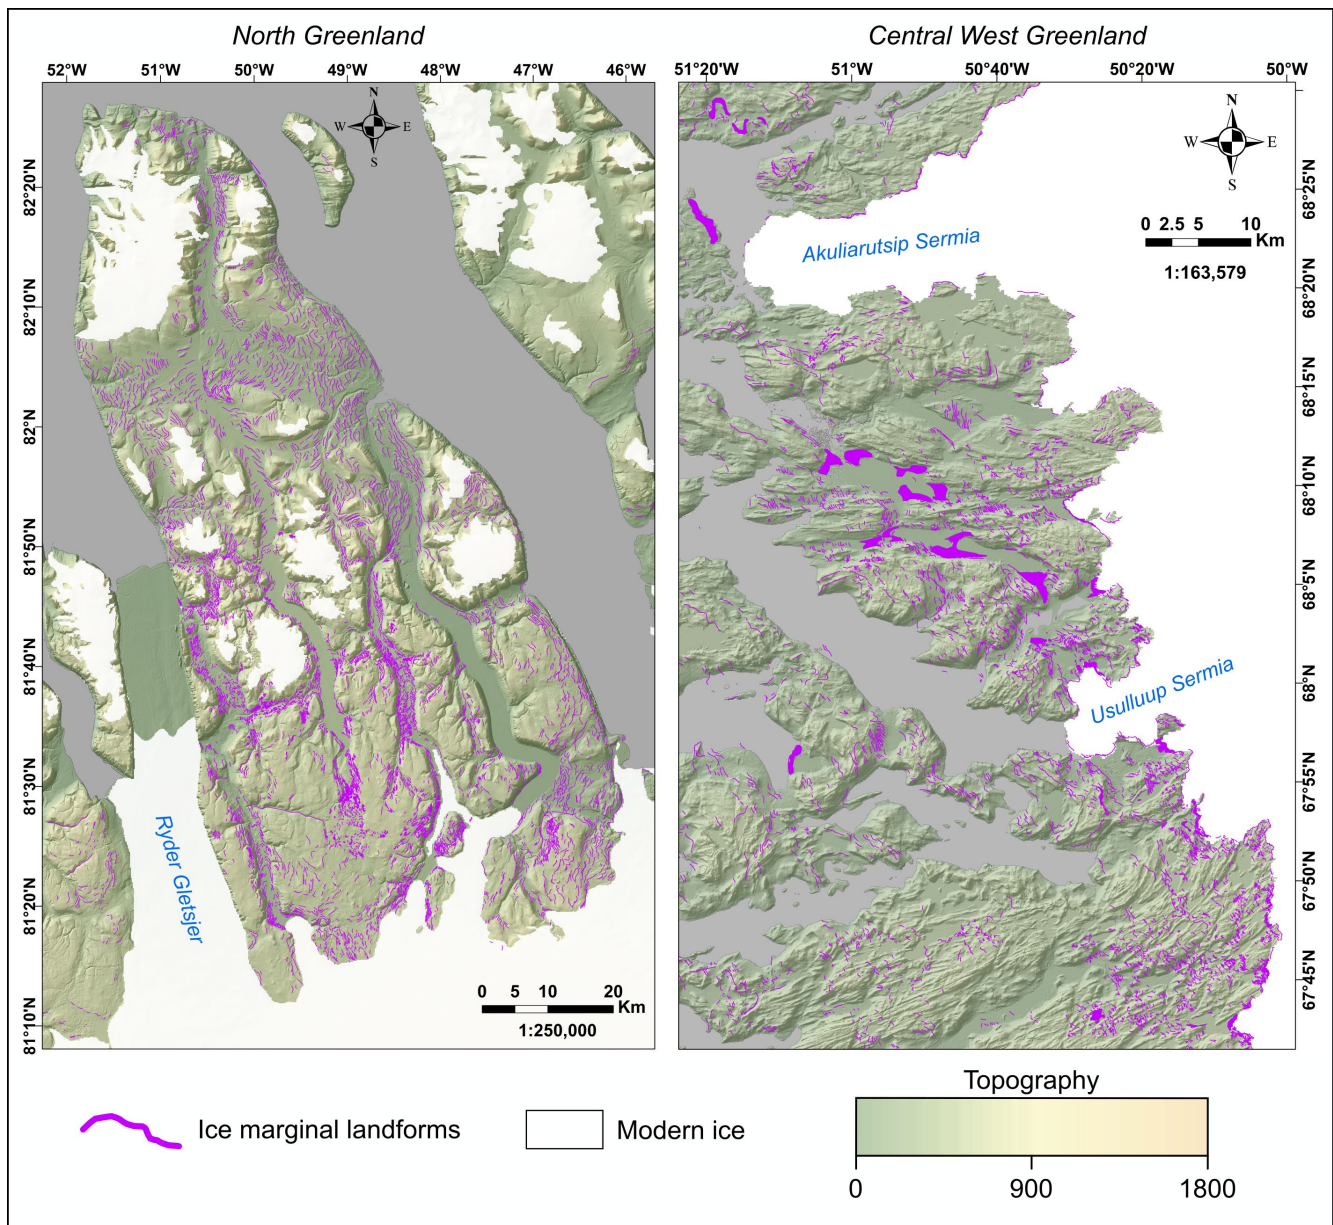 North Greenland
52°W 51°W 50°W 49°W 48°W 47°W 46°W
N
W E
S
82°20'N
82°10'N
82°N
81°50'N
81°40'N
81°30'N
81°20'N
81°10'N
Ryder Gletsjer
0 5 10 20 Km
1:250,000
Central West Greenland
51°20'W 51°W 50°40'W 50°20'W 50°W
N
W E
S
0 2.5 5 10 Km
1:163,579
Akuliarutsip Sermia
Usulluup Sermia
68°25'N
68°20'N
68°15'N
68°10'N
68°5'N
68°N
67°55'N
67°50'N
67°45'N
Ice marginal landforms
Modern ice
Topography
0 900 1800